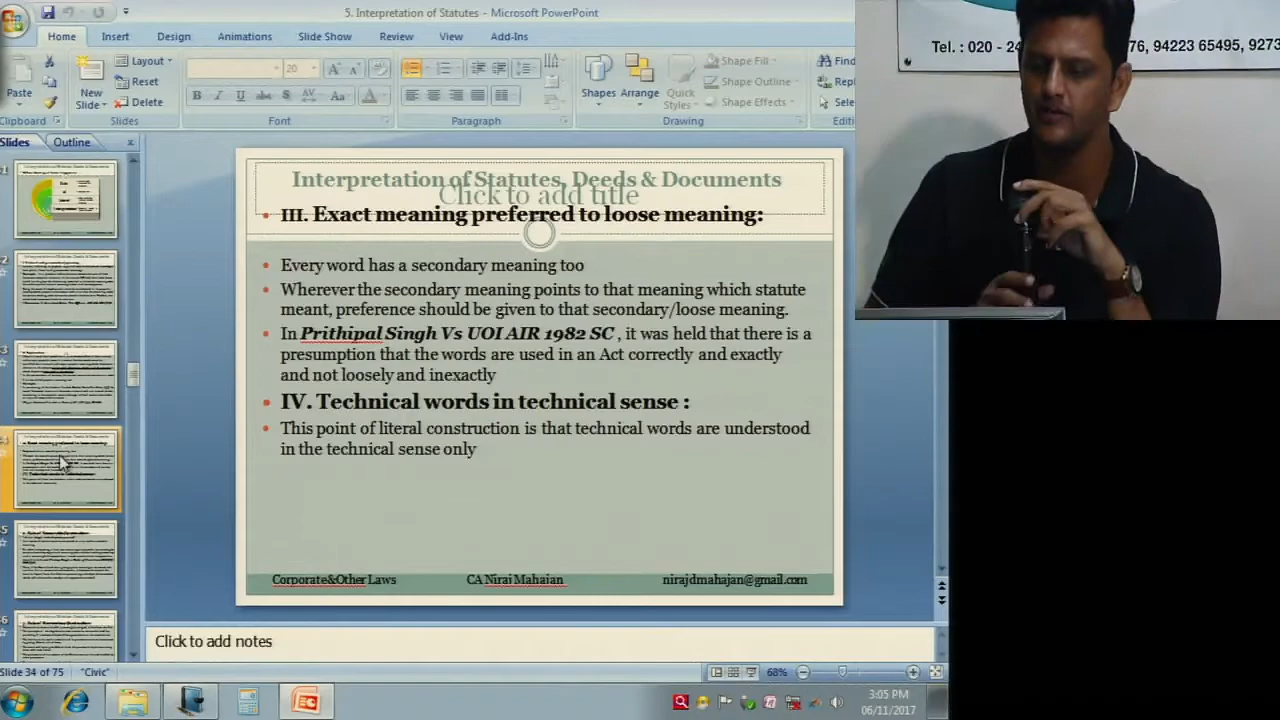 5. Interpretation of Statutes - Microsoft PowerPoint
Home Insert Design Animations Slide Show Review View Add-Ins
Paste
New Slide
Layout
Reset
Delete
20
B I U abc S AV Aa A
Shapes Arrange Quick Styles
Shape Fill
Shape Outline
Shape Effects
Clipboard Slides Font Paragraph Drawing
Tel. : 020 - 76, 94223 65495,
Slides Outline
Interpretation of Statutes, Deeds & Documents
Click to add title
• III. Exact meaning preferred to loose meaning:
• Every word has a secondary meaning too
• Wherever the secondary meaning points to that meaning which statute
meant, preference should be given to that secondary/loose meaning.
• In Prithipal Singh Vs UOI AIR 1982 SC , it was held that there is a
presumption that the words are used in an Act correctly and exactly
and not loosely and inexactly
• IV. Technical words in technical sense :
• This point of literal construction is that technical words are understood
in the technical sense only
Corporate&Other Laws CA Niraj Mahajan nirajdmahajan@gmail.com
Click to add notes
Slide 34 of 75 "Civic" 68%
3:05 PM
06/11/2017